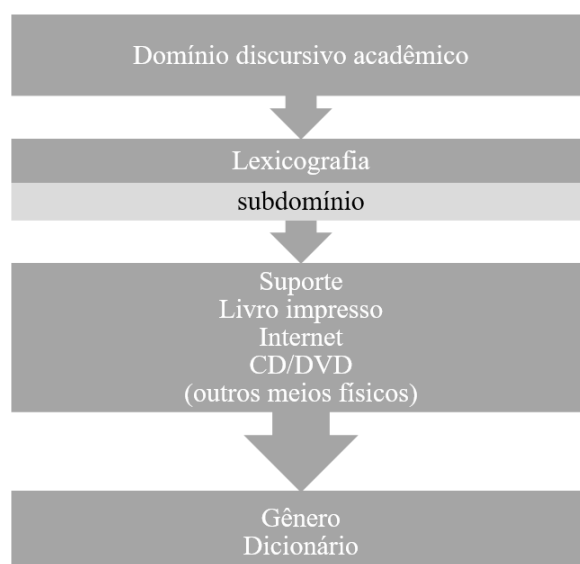 Domínio discursivo acadêmico
Lexicografia
subdomínio
Suporte
Livro impresso
Internet
CD/DVD
(outros meios físicos)
Gênero
Dicionário